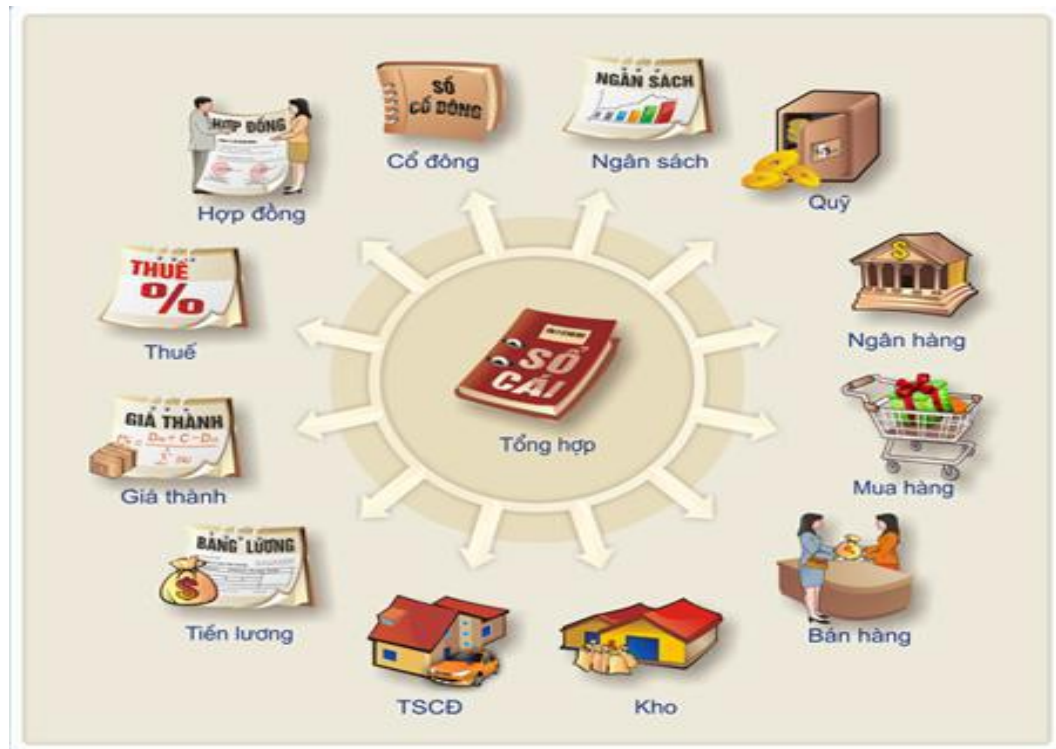 SỔ
CỔ ĐÔNG
Cổ đông
NGÂN SÁCH
Ngân sách
HỢP ĐỒNG
Hợp đồng
Quỹ
THUẾ
%
Thuế
$
Ngân hàng
SỔ
CÁI
Tổng hợp
GIÁ THÀNH
Giá thành
Mua hàng
BẢNG LƯƠNG
$
Tiền lương
$
Bán hàng
TSCĐ
Kho